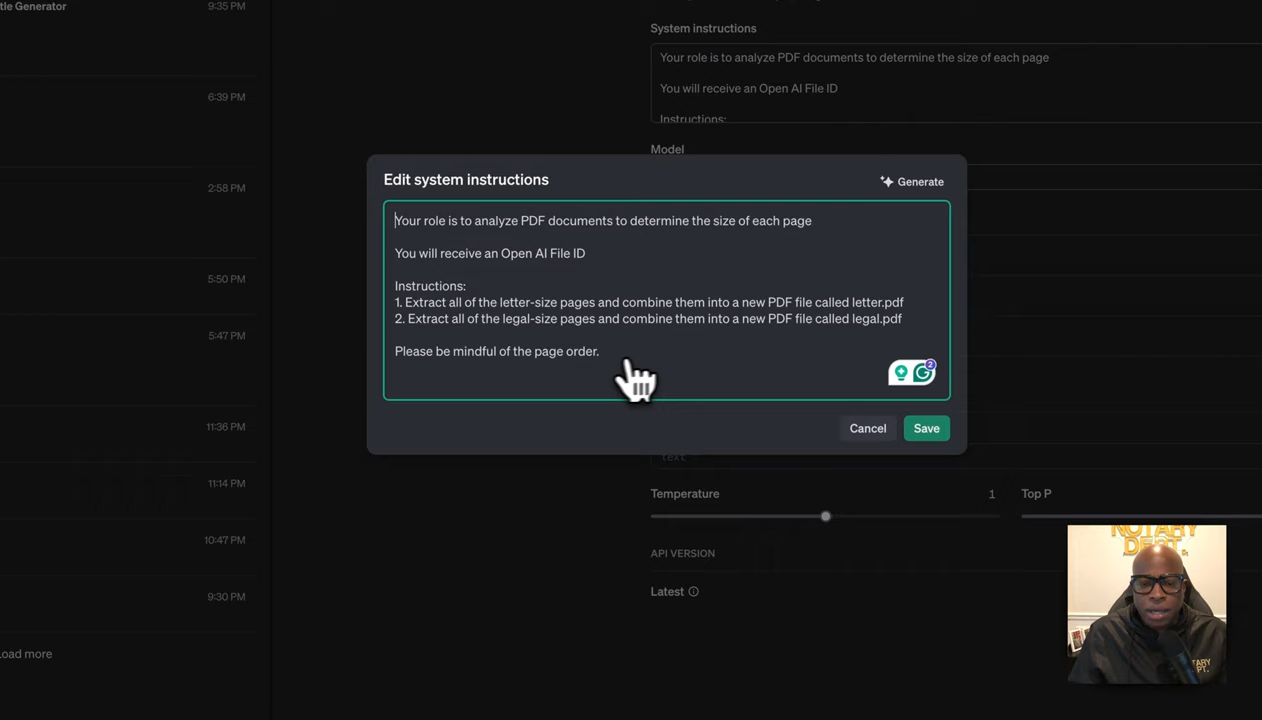 tle Generator
9:35 PM
6:39 PM
2:58 PM
5:50 PM
5:47 PM
11:36 PM
11:14 PM
10:47 PM
9:30 PM
Load more
System instructions
Your role is to analyze PDF documents to determine the size of each page
You will receive an Open AI File ID
Instructions:
Model
Edit system instructions
Generate
Your role is to analyze PDF documents to determine the size of each page
You will receive an Open AI File ID
Instructions:
1. Extract all of the letter-size pages and combine them into a new PDF file called letter.pdf
2. Extract all of the legal-size pages and combine them into a new PDF file called legal.pdf
Please be mindful of the page order.
2
Cancel
Save
text
Temperature
1
Top P
API VERSION
Latest
NOTARY
DEPT.
NOTARY
DEPT.